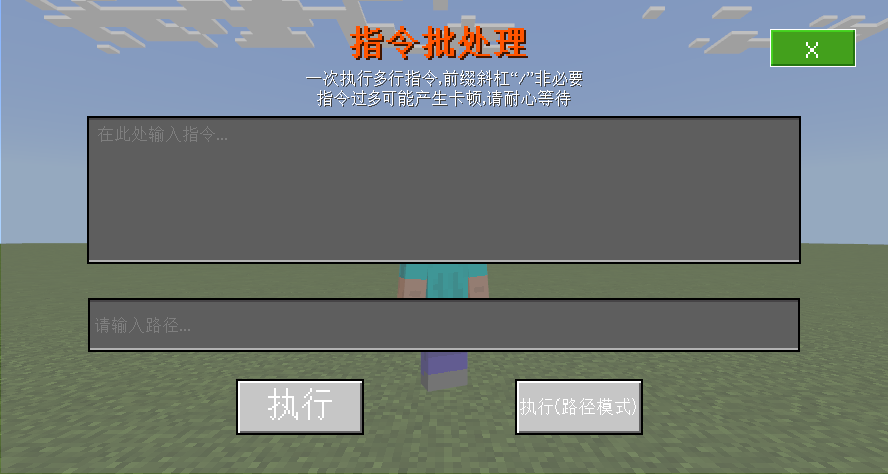 指令批处理
X
一次执行多行指令,前缀斜杠“/”非必要
指令过多可能产生卡顿,请耐心等待
在此处输入指令...
请输入路径...
执行
执行(路径模式)